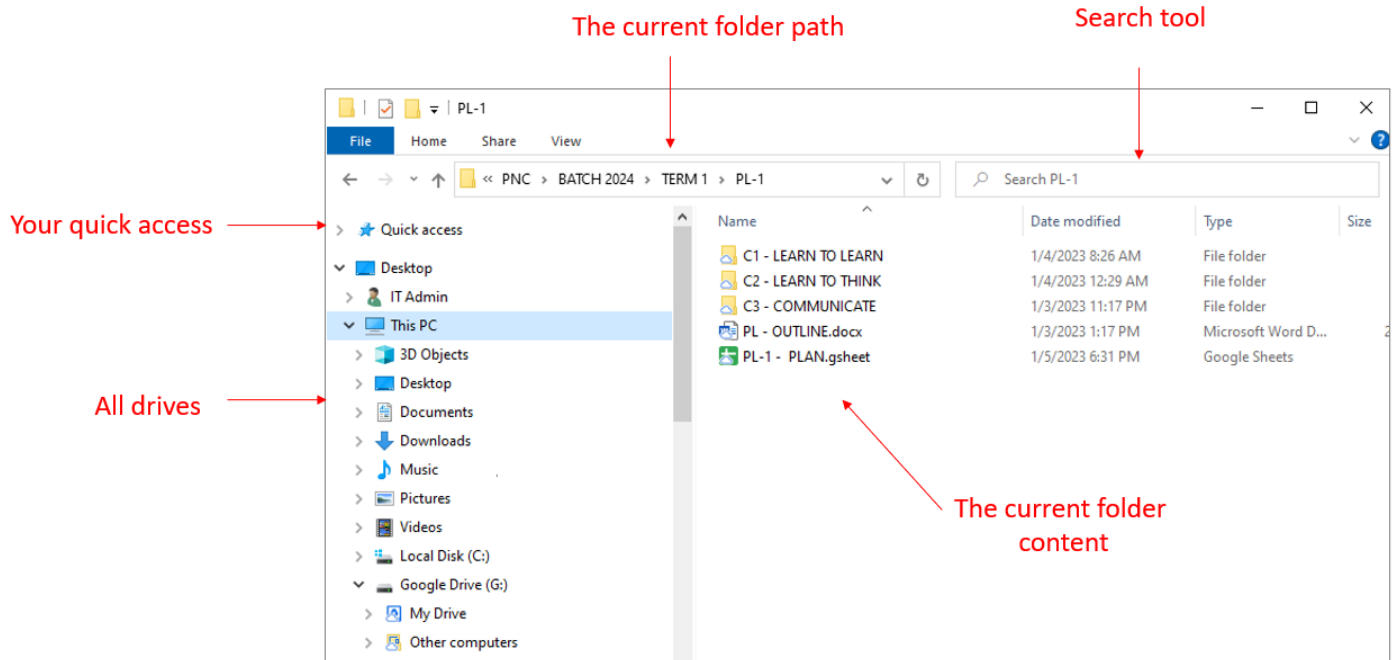 The current folder path
Search tool
PL-1
File
Home
Share
View
?
« PNC > BATCH 2024 > TERM 1 > PL-1
Search PL-1
Your quick access
All drives
Quick access
Desktop
IT Admin
This PC
3D Objects
Desktop
Documents
Downloads
Music
Pictures
Videos
Local Disk (C:)
Google Drive (G:)
My Drive
Other computers
Name Date modified Type Size
C1 - LEARN TO LEARN 1/4/2023 8:26 AM File folder
C2 - LEARN TO THINK 1/4/2023 12:29 AM File folder
C3 - COMMUNICATE 1/3/2023 11:17 PM File folder
PL - OUTLINE.docx 1/3/2023 1:17 PM Microsoft Word D... 2
PL-1 - PLAN.gsheet 1/5/2023 6:31 PM Google Sheets
The current folder
content